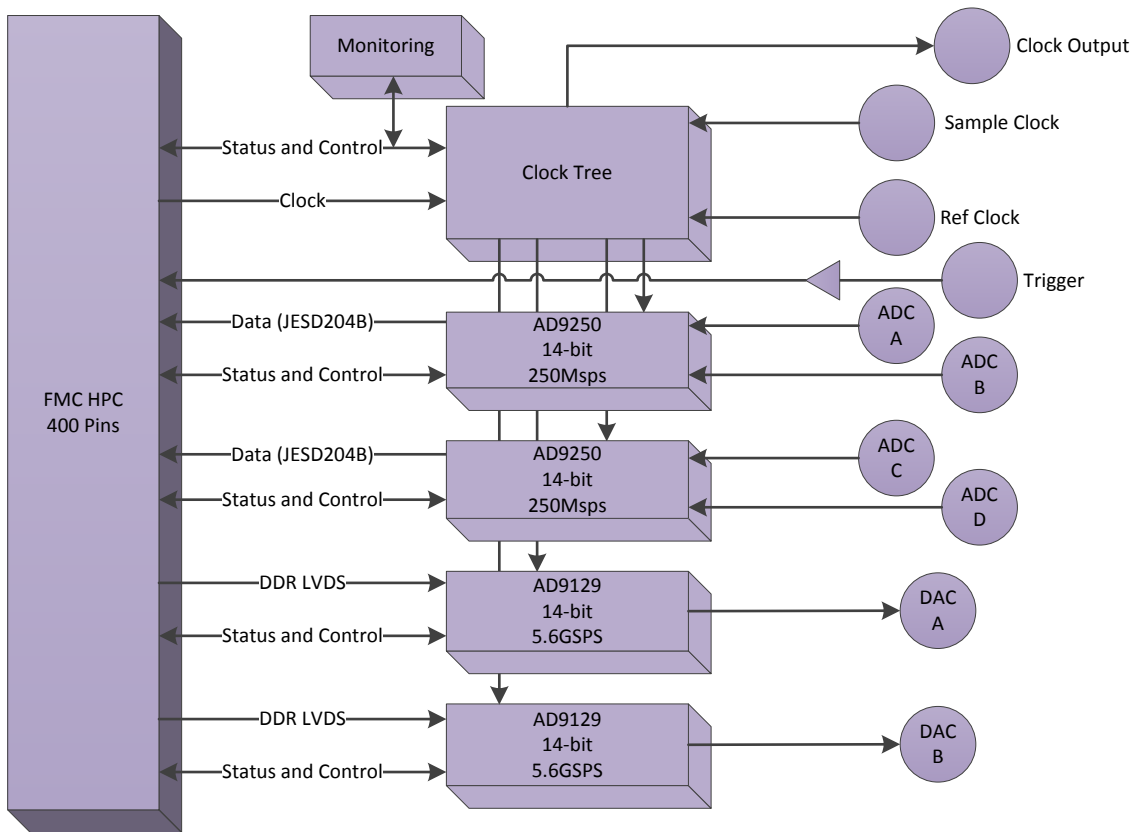 Monitoring
Clock Output
Sample Clock
Status and Control
Clock Tree
Clock
Ref Clock
Trigger
FMC HPC
400 Pins
Data (JESD204B)
AD9250
14-bit
250Msps
ADC
A
Status and Control
ADC
B
Data (JESD204B)
AD9250
14-bit
250Msps
ADC
C
Status and Control
ADC
D
DDR LVDS
AD9129
14-bit
5.6GSPS
DAC
A
Status and Control
DDR LVDS
AD9129
14-bit
5.6GSPS
DAC
B
Status and Control